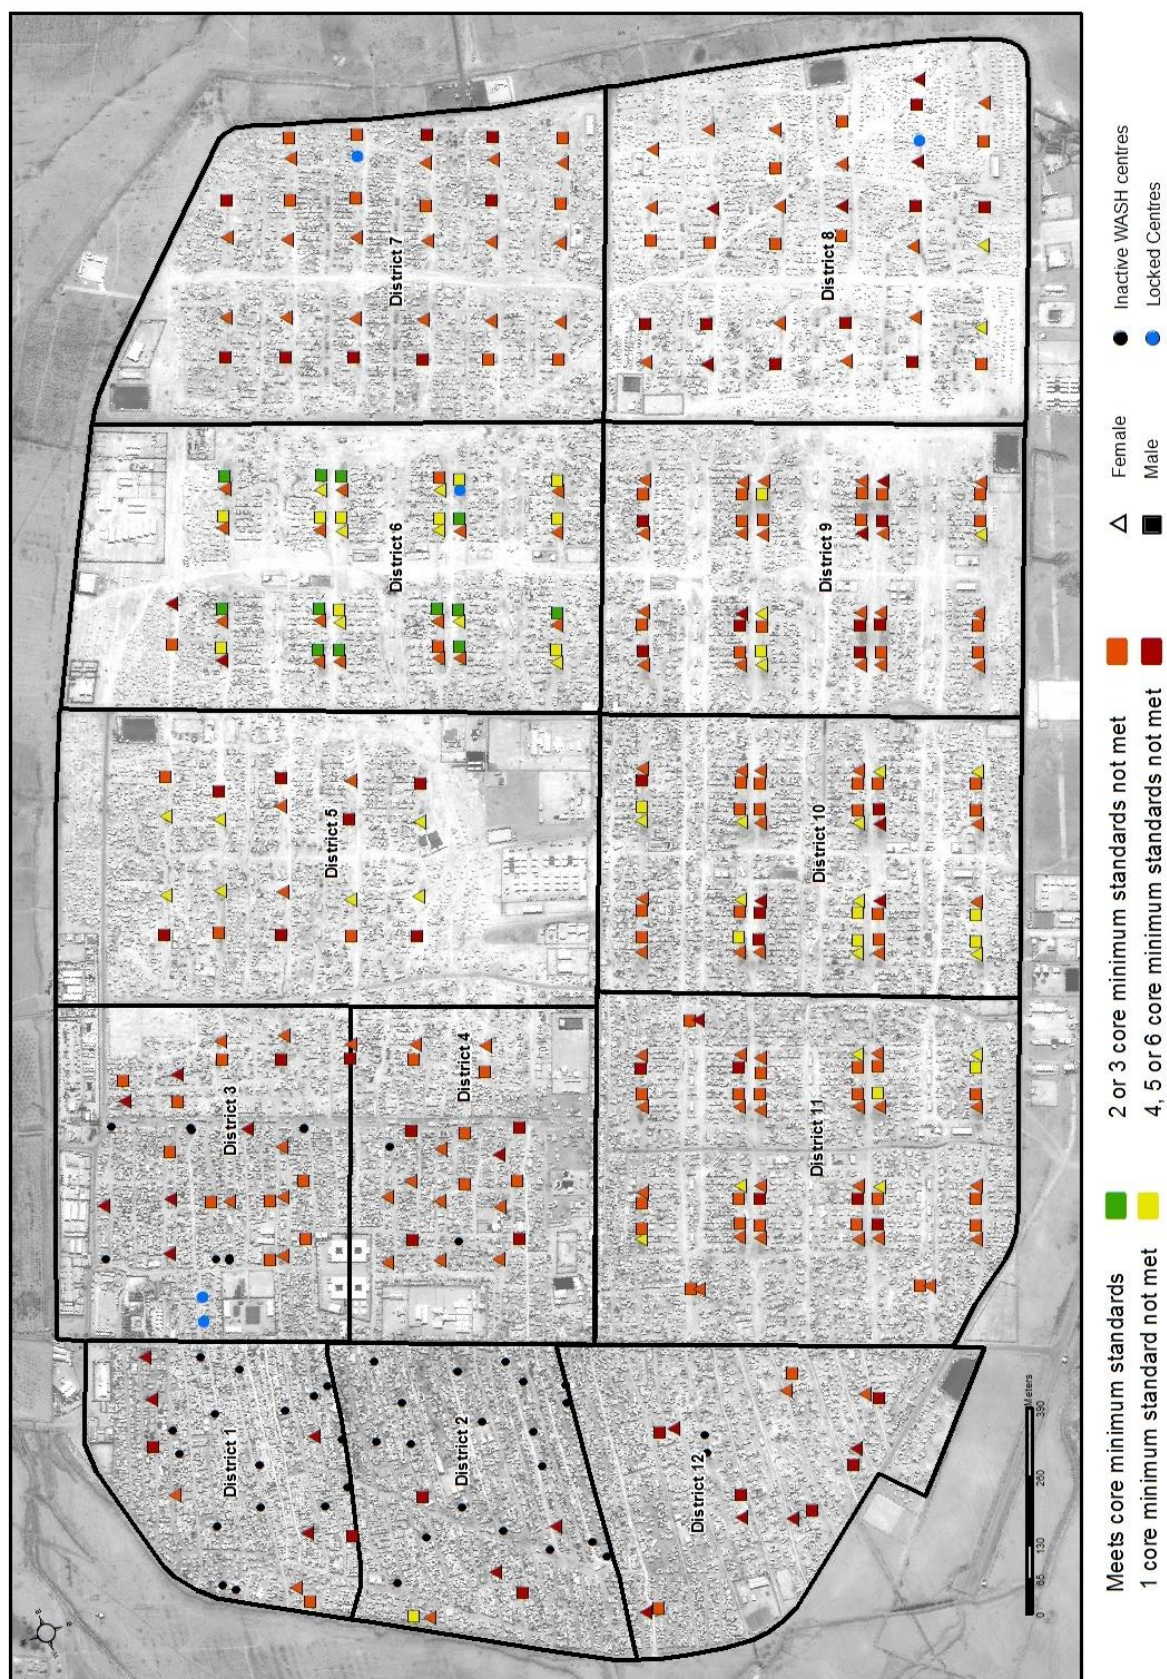 District 1
District 2
District 3
District 4
District 5
District 6
District 7
District 8
District 9
District 10
District 11
District 12
0 65 130 260 390
Meters
Meets core minimum standards
1 core minimum standard not met
2 or 3 core minimum standards not met
4, 5 or 6 core minimum standards not met
Female
Male
Inactive WASH centres
Locked Centres